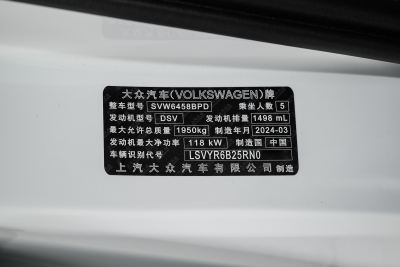 大众汽车(VOLKSWAGEN)牌
整车型号 SVW6458BPD 乘坐人数 5
发动机型号 DSV 发动机排量 1498 mL
最大允许总质量 1950kg 制造年月 2024-03
发动机最大净功率 118 kW 制造国 中国
车辆识别代号 LSVYR6B25RN0
上汽大众汽车有限公司 制造